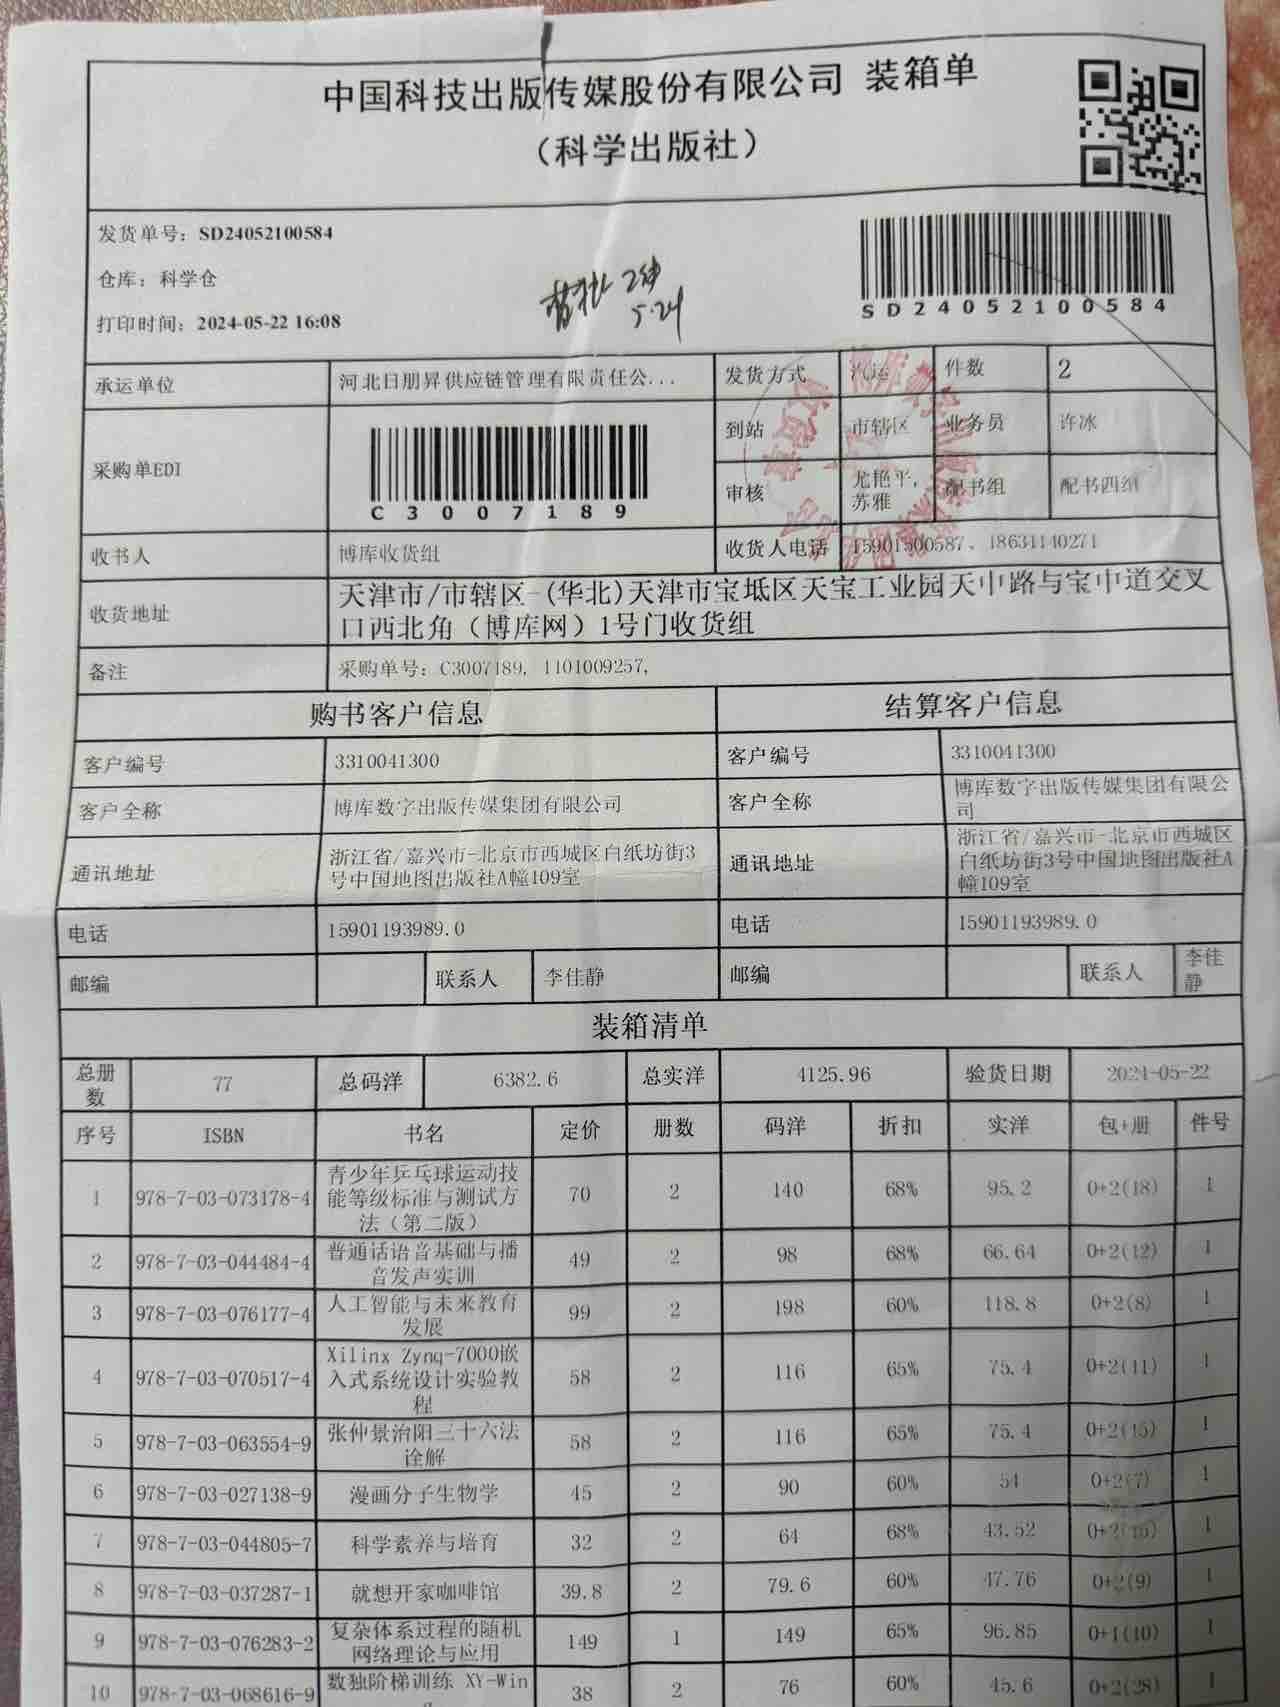 中国科技出版传媒股份有限公司 装箱单
（科学出版社）
发货单号：SD24052100584
仓库：科学仓
打印时间：2024-05-22 16:08
SD24052100584
5.24
承运单位 河北日朋昇供应链管理有限责任公... 发货方式 汽运 件数 2
采购单EDI C3007189 到站 市辖区 业务员 许冰
审核 尤艳平, 苏雅 配书组 配书四组
收书人 博库收货组 收货人电话 15901500587、18631140271
收货地址 天津市/市辖区-(华北)天津市宝坻区天宝工业园天中路与宝中道交叉
口西北角（博库网）1号门收货组
备注 采购单号：C3007189, 1101009257,
购书客户信息 结算客户信息
客户编号 3310041300 客户编号 3310041300
客户全称 博库数字出版传媒集团有限公司 客户全称 博库数字出版传媒集团有限公
司
通讯地址 浙江省/嘉兴市-北京市西城区白纸坊街3
号中国地图出版社A幢109室
通讯地址 浙江省/嘉兴市-北京市西城区
白纸坊街3号中国地图出版社A
幢109室
电话 15901193989.0 电话 15901193989.0
邮编 联系人 李佳静 邮编 联系人 李佳
静
装箱清单
总册
数 77 总码洋 6382.6 总实洋 4125.96 验货日期 2024-05-22
序号 ISBN 书名 定价 册数 码洋 折扣 实洋 包+册 件号
1 978-7-03-073178-4 青少年乒乓球运动技
能等级标准与测试方
法（第二版） 70 2 140 68% 95.2 0+2(18) 1
2 978-7-03-044484-4 普通话语音基础与播
音发声实训 49 2 98 68% 66.64 0+2(12) 1
3 978-7-03-076177-4 人工智能与未来教育
发展 99 2 198 60% 118.8 0+2(8) 1
4 978-7-03-070517-4 Xilinx Zynq-7000嵌
入式系统设计实验教
程 58 2 116 65% 75.4 0+2(11) 1
5 978-7-03-063554-9 张仲景治阳三十六法
诠解 58 2 116 65% 75.4 0+2(15) 1
6 978-7-03-027138-9 漫画分子生物学 45 2 90 60% 54 0+2(7) 1
7 978-7-03-044805-7 科学素养与培育 32 2 64 68% 43.52 0+2(15) 1
8 978-7-03-037287-1 就想开家咖啡馆 39.8 2 79.6 60% 47.76 0+2(9) 1
9 978-7-03-076283-2 复杂体系过程的随机
网络理论与应用 149 1 149 65% 96.85 0+1(10) 1
10 978-7-03-068616-9 数独阶梯训练 XY-Win
g 38 2 76 60% 45.6 0+2(28) 1